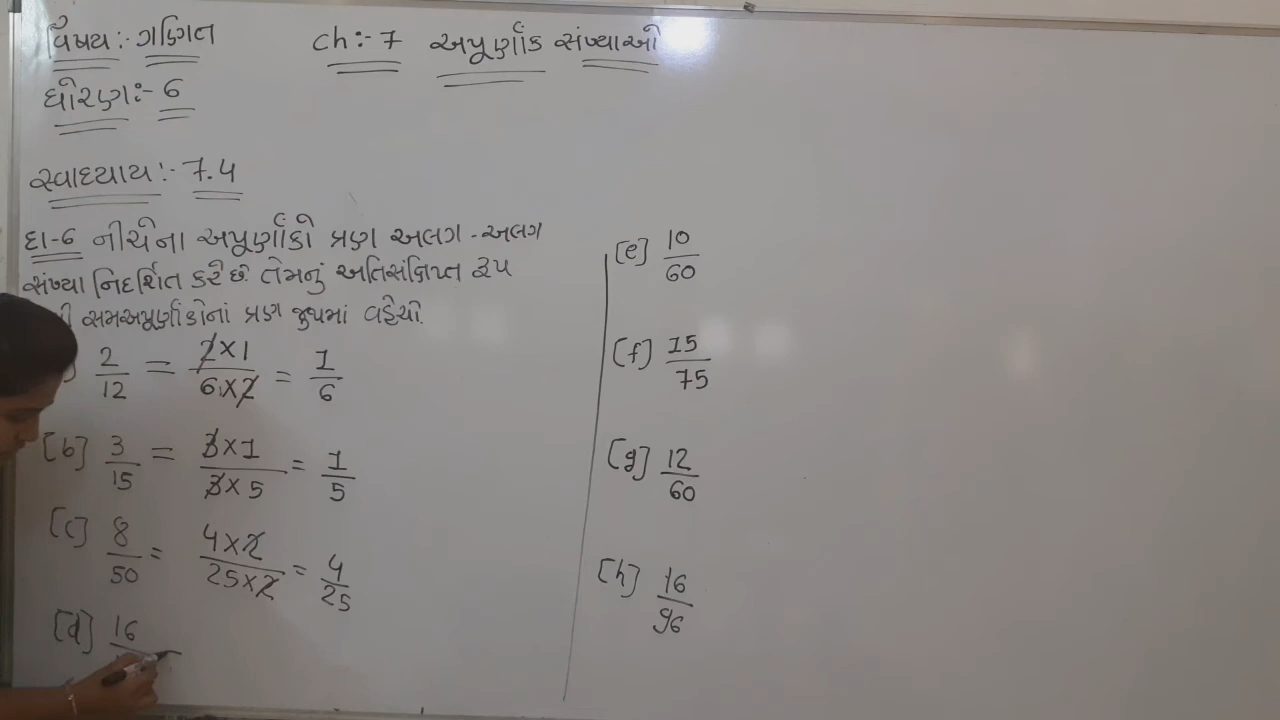 વિષય:- ગણિત
ch:-7 અપૂર્ણાંક સંખ્યાઓ
ધોરણ:- 6
સ્વાધ્યાય:- 7.4
દા-6 નીચેના અપૂર્ણાંકો ત્રણ અલગ-અલગ
સંખ્યા નિદર્શિત કરે છે. તેમનું અતિસંક્ષિપ્ત રૂપ
સમઅપૂર્ણાંકોનાં ત્રણ જુથમાં વહેંચો.
2/12 = 2×1/6×2 = 1/6
[b] 3/15 = 3×1/3×5 = 1/5
[c] 8/50 = 4×2/25×2 = 4/25
[d] 16
[e] 10/60
[f] 15/75
[g] 12/60
[h] 16/96